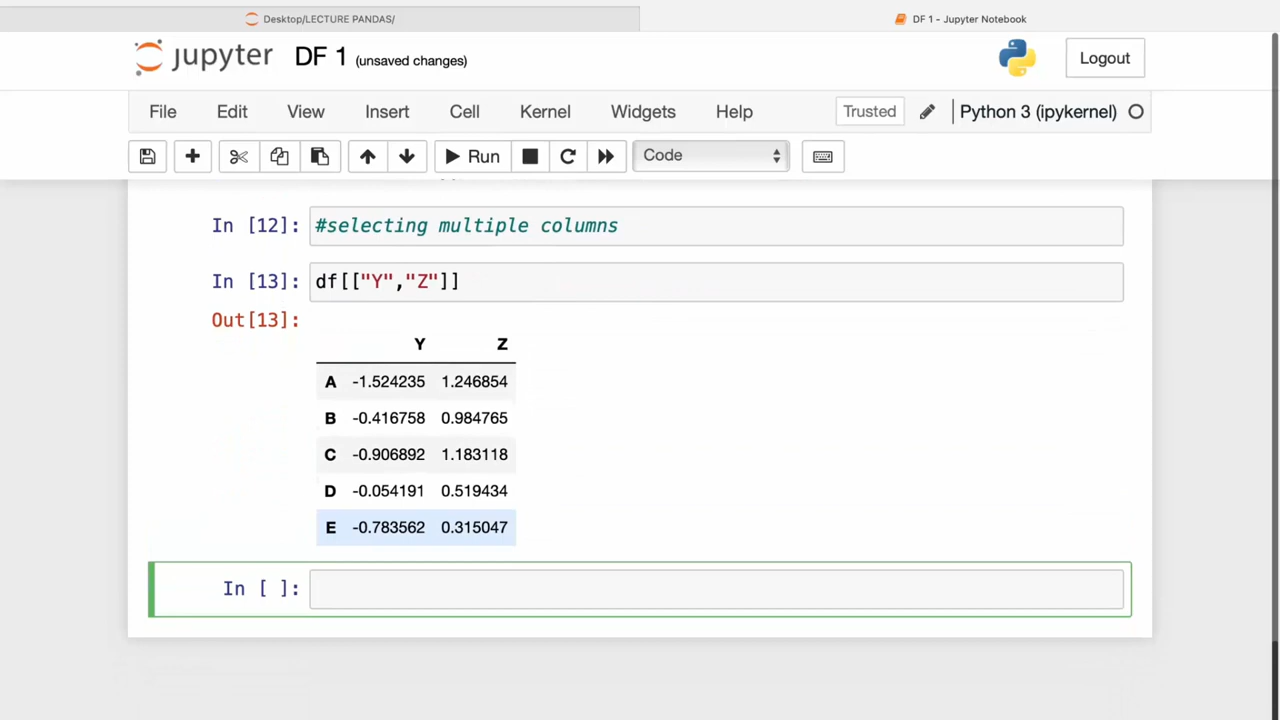 Desktop/LECTURE PANDAS/
DF 1 - Jupyter Notebook
jupyter DF 1 (unsaved changes)
Logout
File Edit View Insert Cell Kernel Widgets Help Trusted Python 3 (ipykernel)
Run Code
In [12]: #selecting multiple columns
In [13]: df[["Y","Z"]]
Out[13]:
Y Z
A -1.524235 1.246854
B -0.416758 0.984765
C -0.906892 1.183118
D -0.054191 0.519434
E -0.783562 0.315047
In [ ]: